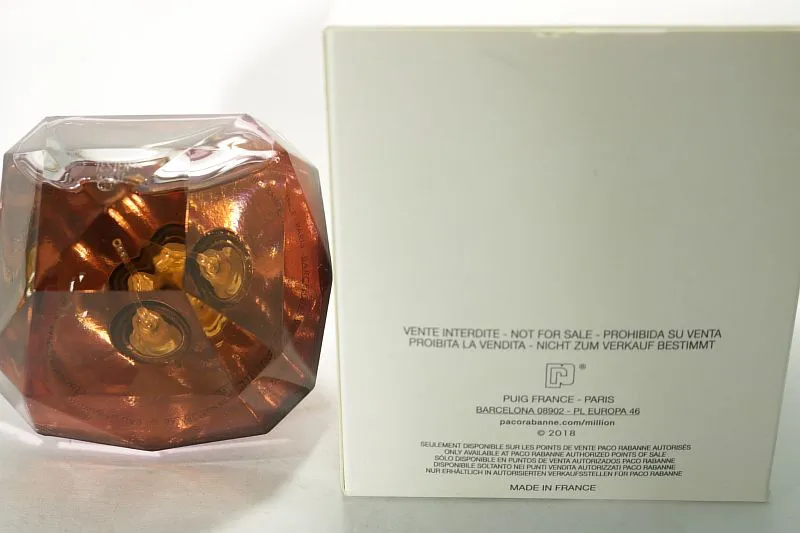 VENTE INTERDITE - NOT FOR SALE - PROHIBIDA SU VENTA
PROIBITA LA VENDITA - NICHT ZUM VERKAUF BESTIMMT
®
PUIG FRANCE - PARIS
BARCELONA 08902 - PL EUROPA 46
pacorabanne.com/million
© 2018
SEULEMENT DISPONIBLE SUR LES POINTS DE VENTE PACO RABANNE AUTORISÉS
ONLY AVAILABLE AT PACO RABANNE AUTHORIZED POINTS OF SALE
SÓLO DISPONIBLE EN PUNTOS DE VENTA AUTORIZADOS PACO RABANNE
DISPONIBILE SOLTANTO NEI PUNTI VENDITA AUTORIZZATI PACO RABANNE
NUR ERHÄLTLICH IN AUTORISIERTEN VERKAUFSSTELLEN FÜR PACO RABANNE
MADE IN FRANCE